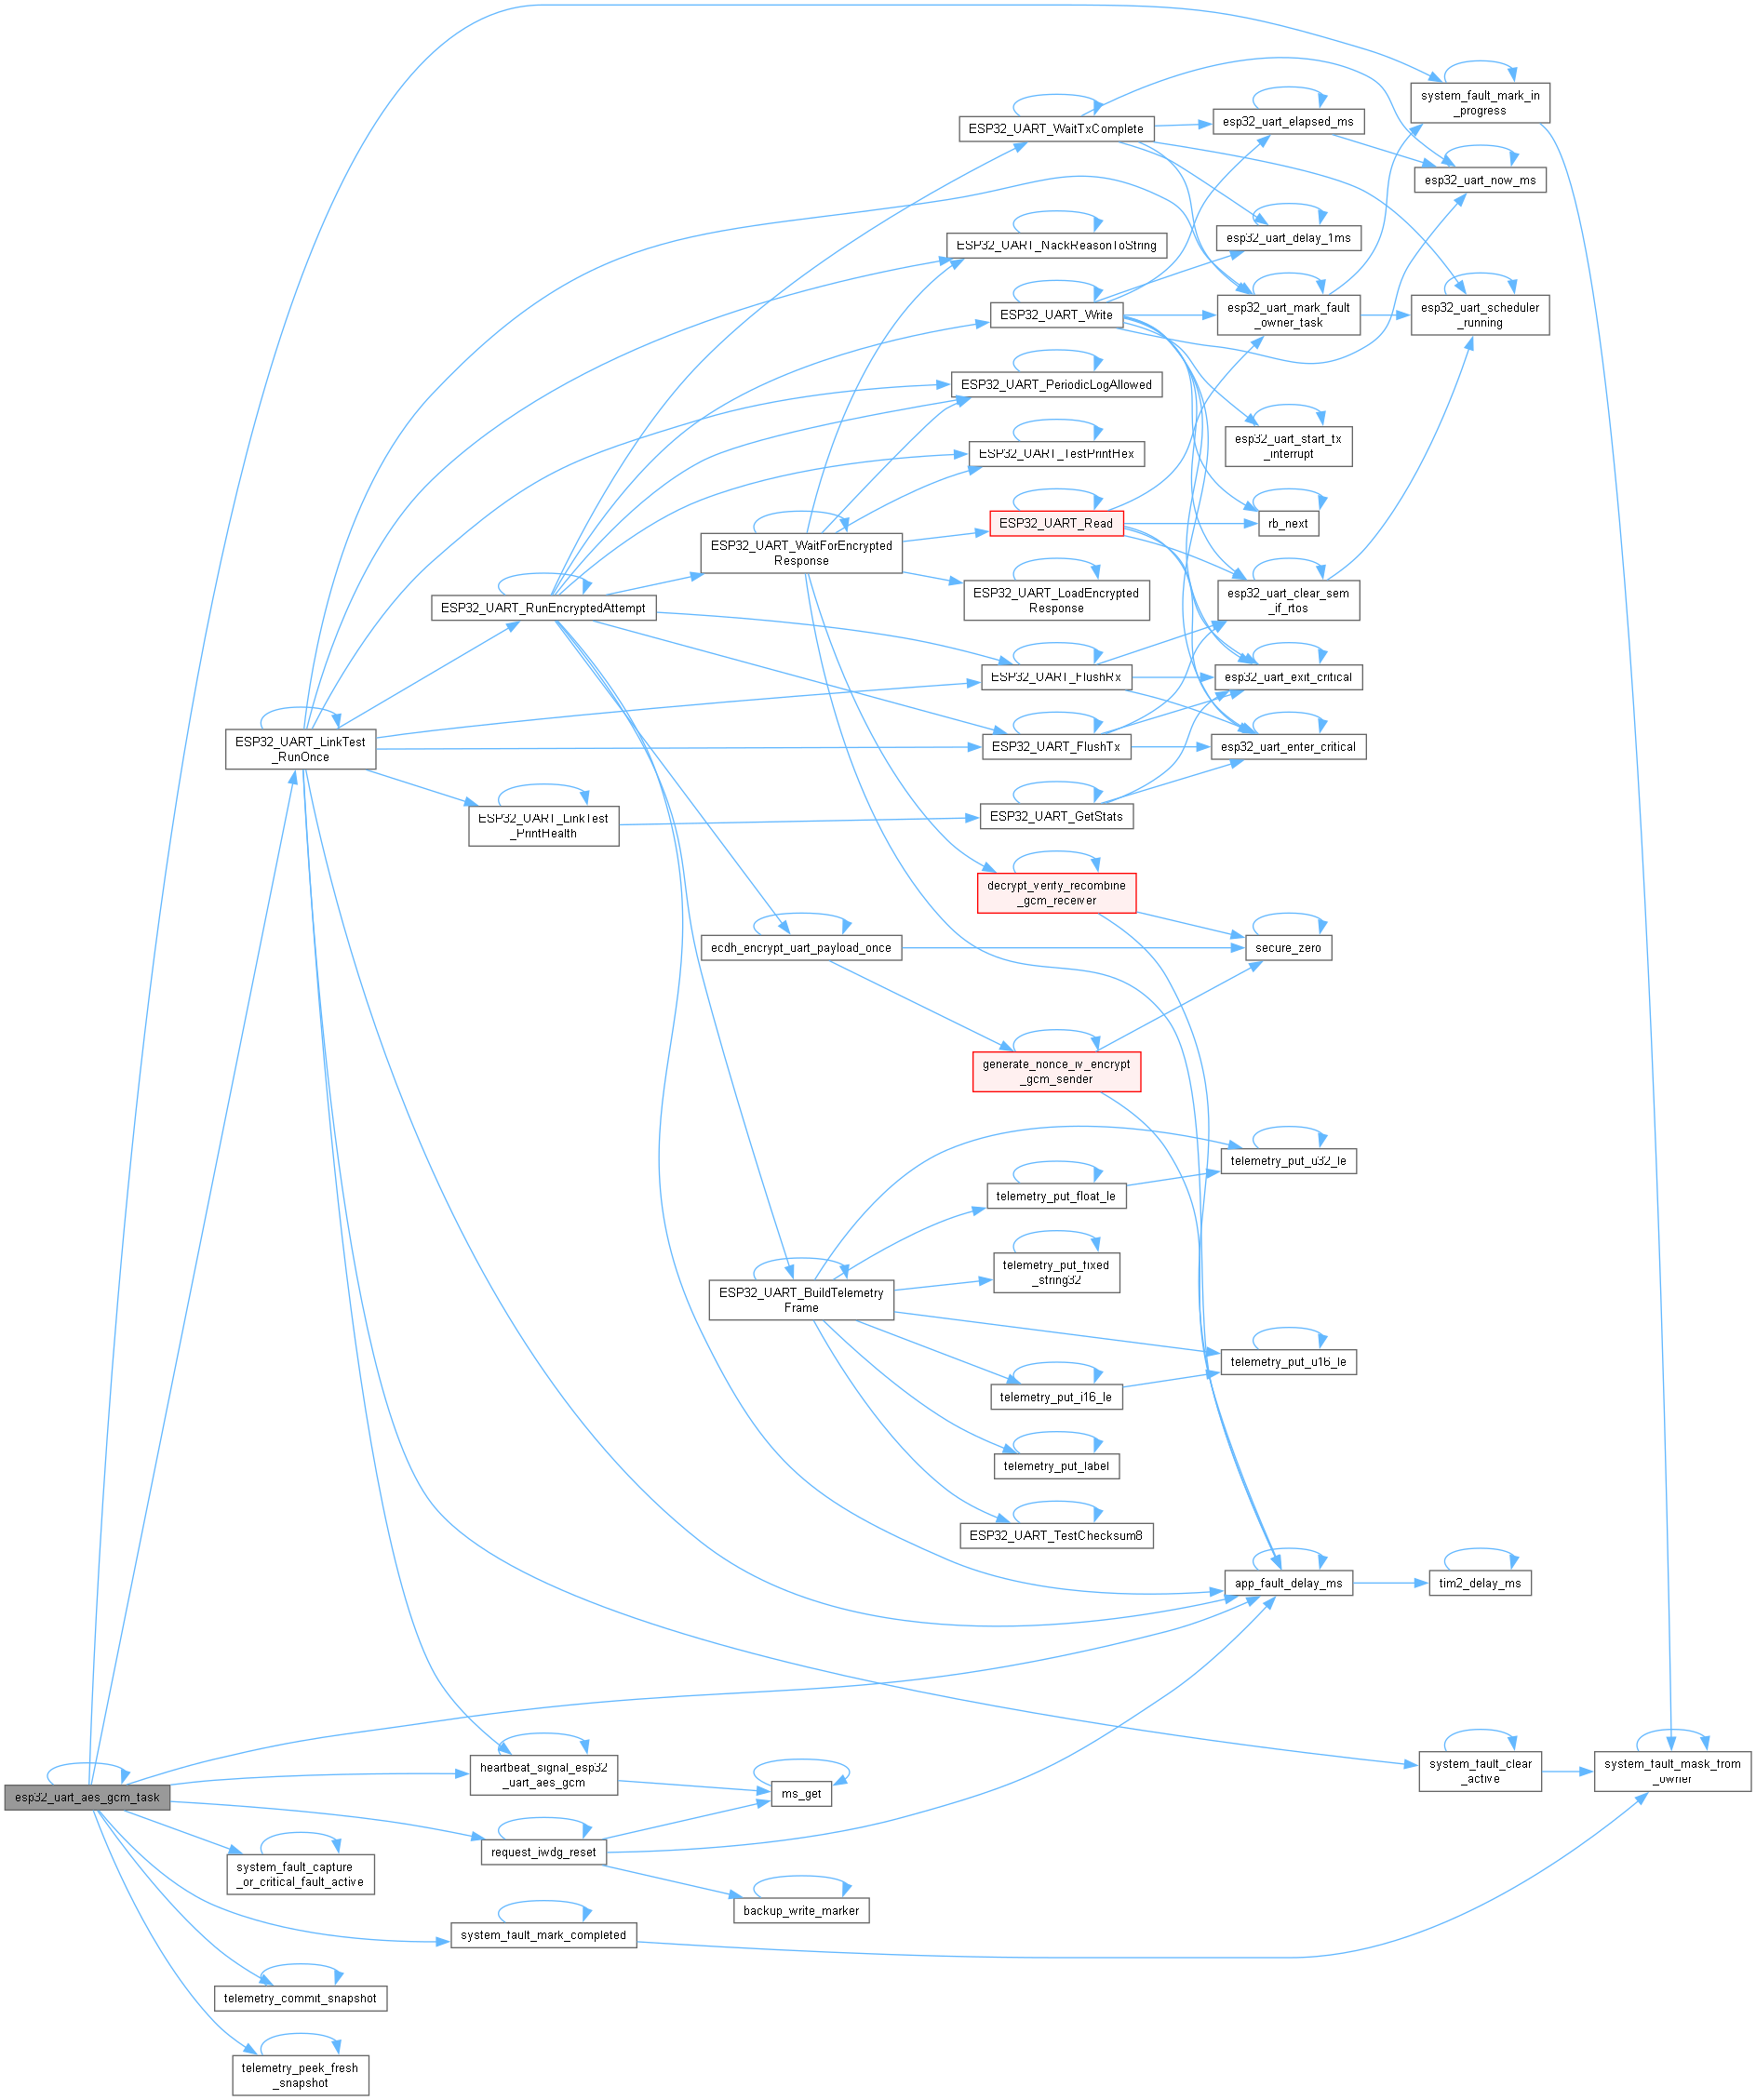 system_fault_mark_in
_progress
ESP32_UART_WaitTxComplete
esp32_uart_elapsed_ms
esp32_uart_now_ms
esp32_uart_delay_1ms
ESP32_UART_NackReasonToString
ESP32_UART_Write
esp32_uart_mark_fault
_owner_task
esp32_uart_scheduler
_running
ESP32_UART_PeriodicLogAllowed
esp32_uart_start_tx
_interrupt
ESP32_UART_TestPrintHex
ESP32_UART_Read
rb_next
ESP32_UART_WaitForEncrypted
Response
ESP32_UART_LoadEncrypted
Response
esp32_uart_clear_sem
_if_rtos
ESP32_UART_RunEncryptedAttempt
ESP32_UART_FlushRx
esp32_uart_exit_critical
ESP32_UART_LinkTest
_RunOnce
ESP32_UART_FlushTx
esp32_uart_enter_critical
ESP32_UART_LinkTest
_PrintHealth
ESP32_UART_GetStats
decrypt_verify_recombine
_gcm_receiver
ecdh_encrypt_uart_payload_once
secure_zero
generate_nonce_iv_encrypt
_gcm_sender
telemetry_put_u32_le
telemetry_put_float_le
telemetry_put_fixed
_string32
ESP32_UART_BuildTelemetry
Frame
telemetry_put_u16_le
telemetry_put_i16_le
telemetry_put_label
ESP32_UART_TestChecksum8
app_fault_delay_ms
tim2_delay_ms
heartbeat_signal_esp32
_uart_aes_gcm
system_fault_clear
_active
system_fault_mask_from
_owner
ms_get
esp32_uart_aes_gcm_task
request_iwdg_reset
system_fault_capture
_or_critical_fault_active
backup_write_marker
system_fault_mark_completed
telemetry_commit_snapshot
telemetry_peek_fresh
_snapshot